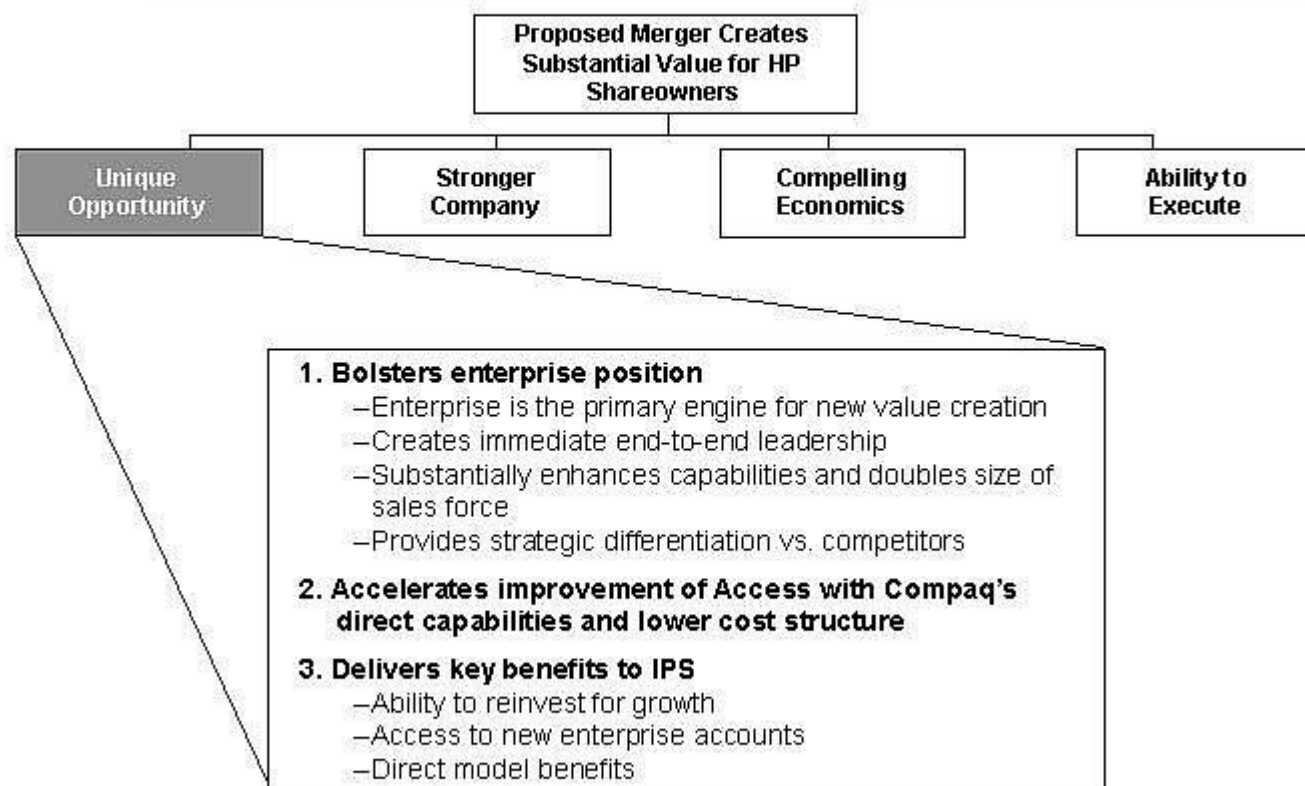 Proposed Merger Creates
Substantial Value for HP
Shareowners
Unique
Opportunity
Stronger
Company
Compelling
Economics
Ability to
Execute
1. Bolsters enterprise position
–Enterprise is the primary engine for new value creation
–Creates immediate end-to-end leadership
–Substantially enhances capabilities and doubles size of
sales force
–Provides strategic differentiation vs. competitors
2. Accelerates improvement of Access with Compaq's
direct capabilities and lower cost structure
3. Delivers key benefits to IPS
–Ability to reinvest for growth
–Access to new enterprise accounts
–Direct model benefits